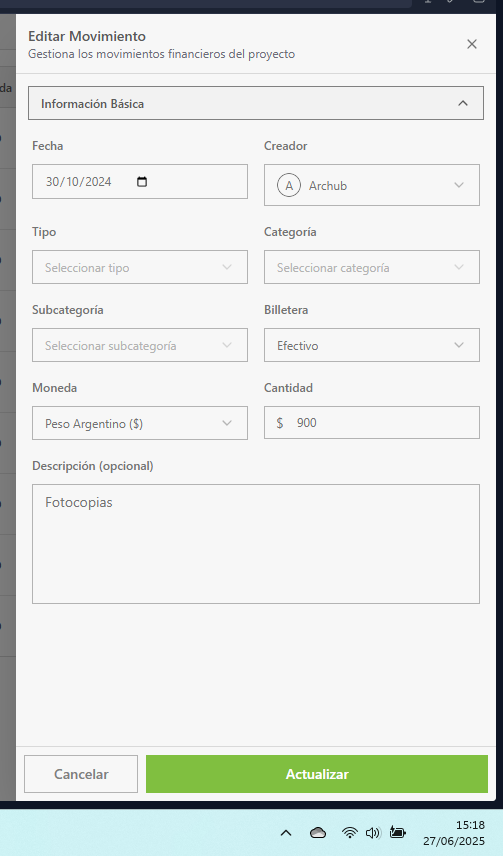 Editar Movimiento
Gestiona los movimientos financieros del proyecto
da
Información Básica
Fecha
Creador
30/10/2024
A Archub
Tipo
Categoría
Seleccionar tipo
Seleccionar categoría
Subcategoría
Billetera
Seleccionar subcategoría
Efectivo
Moneda
Cantidad
Peso Argentino ($)
$ 900
Descripción (opcional)
Fotocopias
Cancelar
Actualizar
15:18
27/06/2025